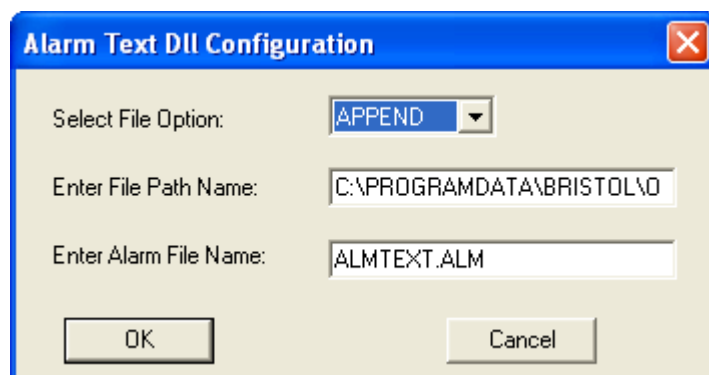 Alarm Text Dll Configuration
Select File Option: APPEND
Enter File Path Name: C:\PROGRAMDATA\BRISTOL\O
Enter Alarm File Name: ALMTEXT.ALM
OK Cancel